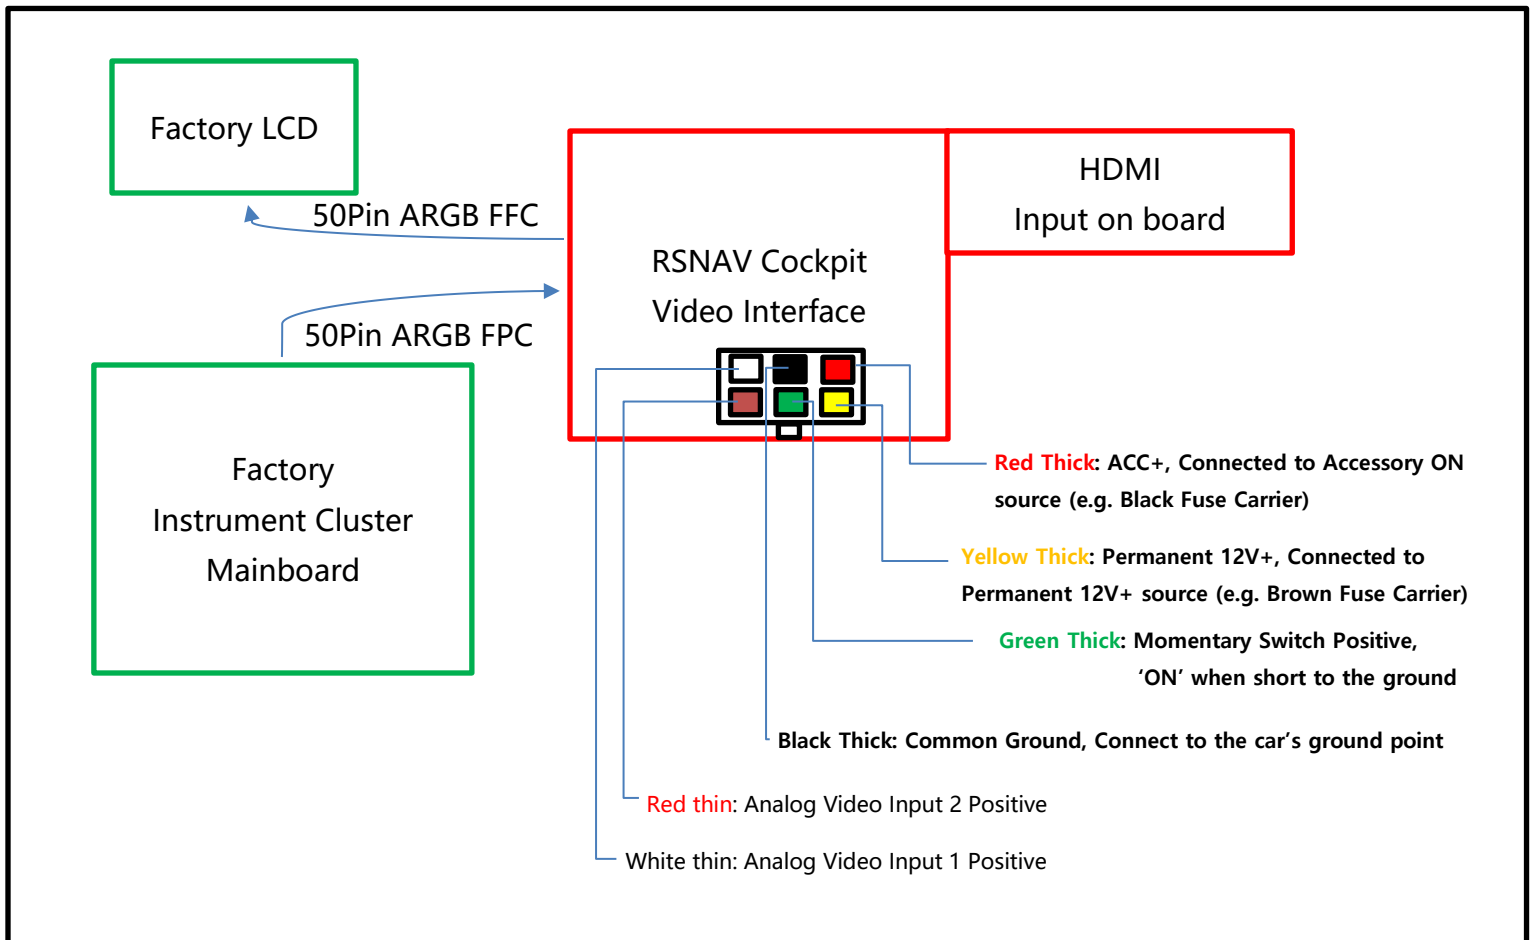 Factory LCD
50Pin ARGB FFC
HDMI
Input on board
RSNAV Cockpit
Video Interface
50Pin ARGB FPC
Factory
Instrument Cluster
Mainboard
Red Thick: ACC+, Connected to Accessory ON
source (e.g. Black Fuse Carrier)
Yellow Thick: Permanent 12V+, Connected to
Permanent 12V+ source (e.g. Brown Fuse Carrier)
Green Thick: Momentary Switch Positive,
‘ON’ when short to the ground
Black Thick: Common Ground, Connect to the car’s ground point
Red thin: Analog Video Input 2 Positive
White thin: Analog Video Input 1 Positive